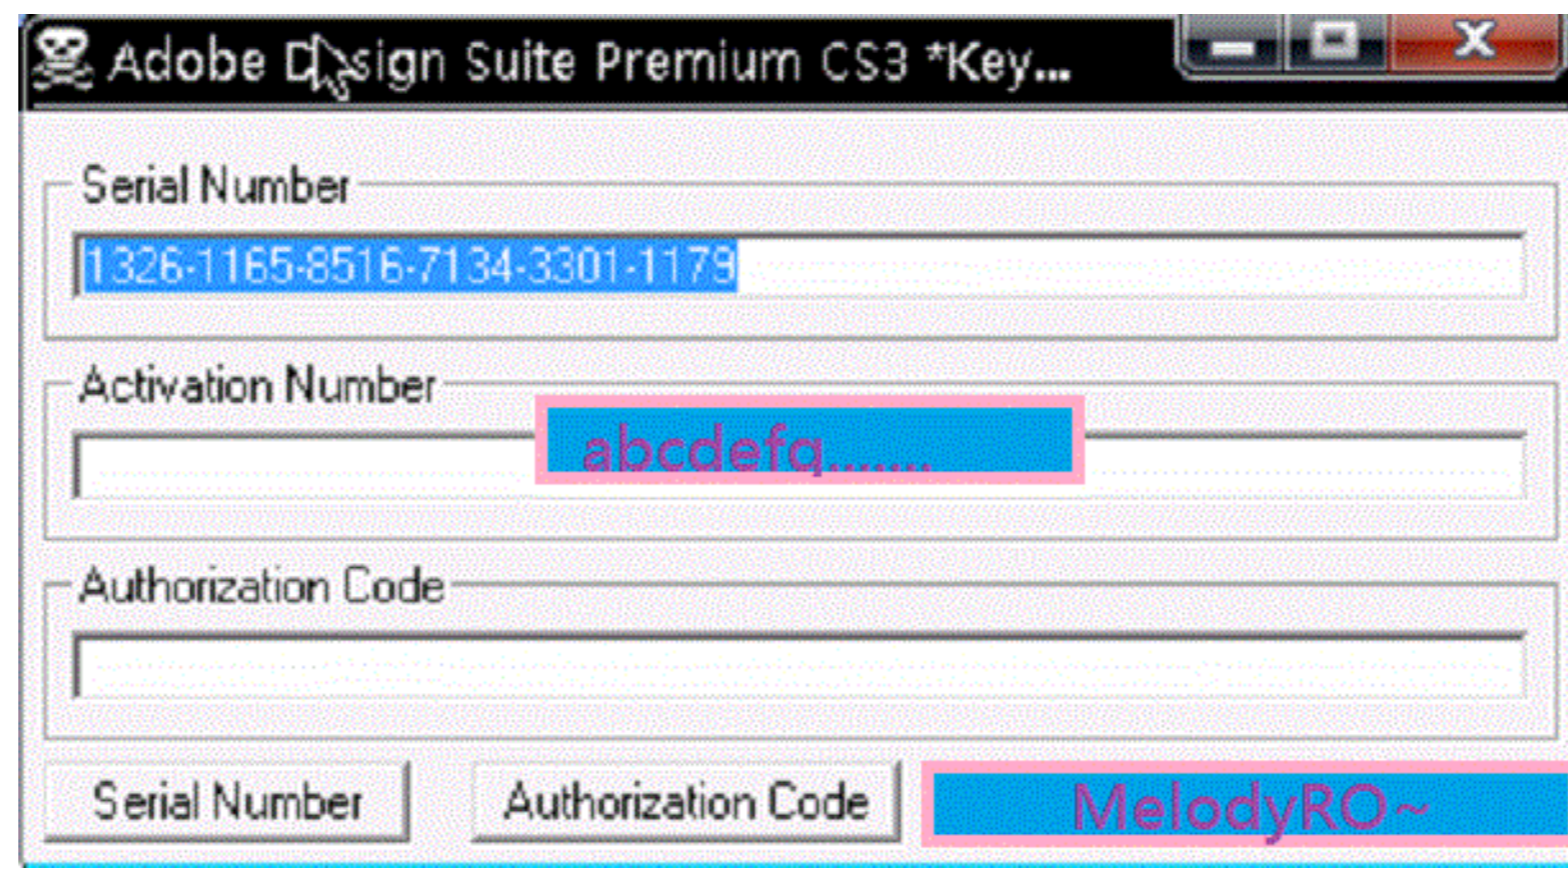 Adobe Design Suite Premium CS3 *Key...
Serial Number
1326-1165-8516-7134-3301-1179
Activation Number
abcdefq.......
Authorization Code
Serial Number Authorization Code MelodyRO~